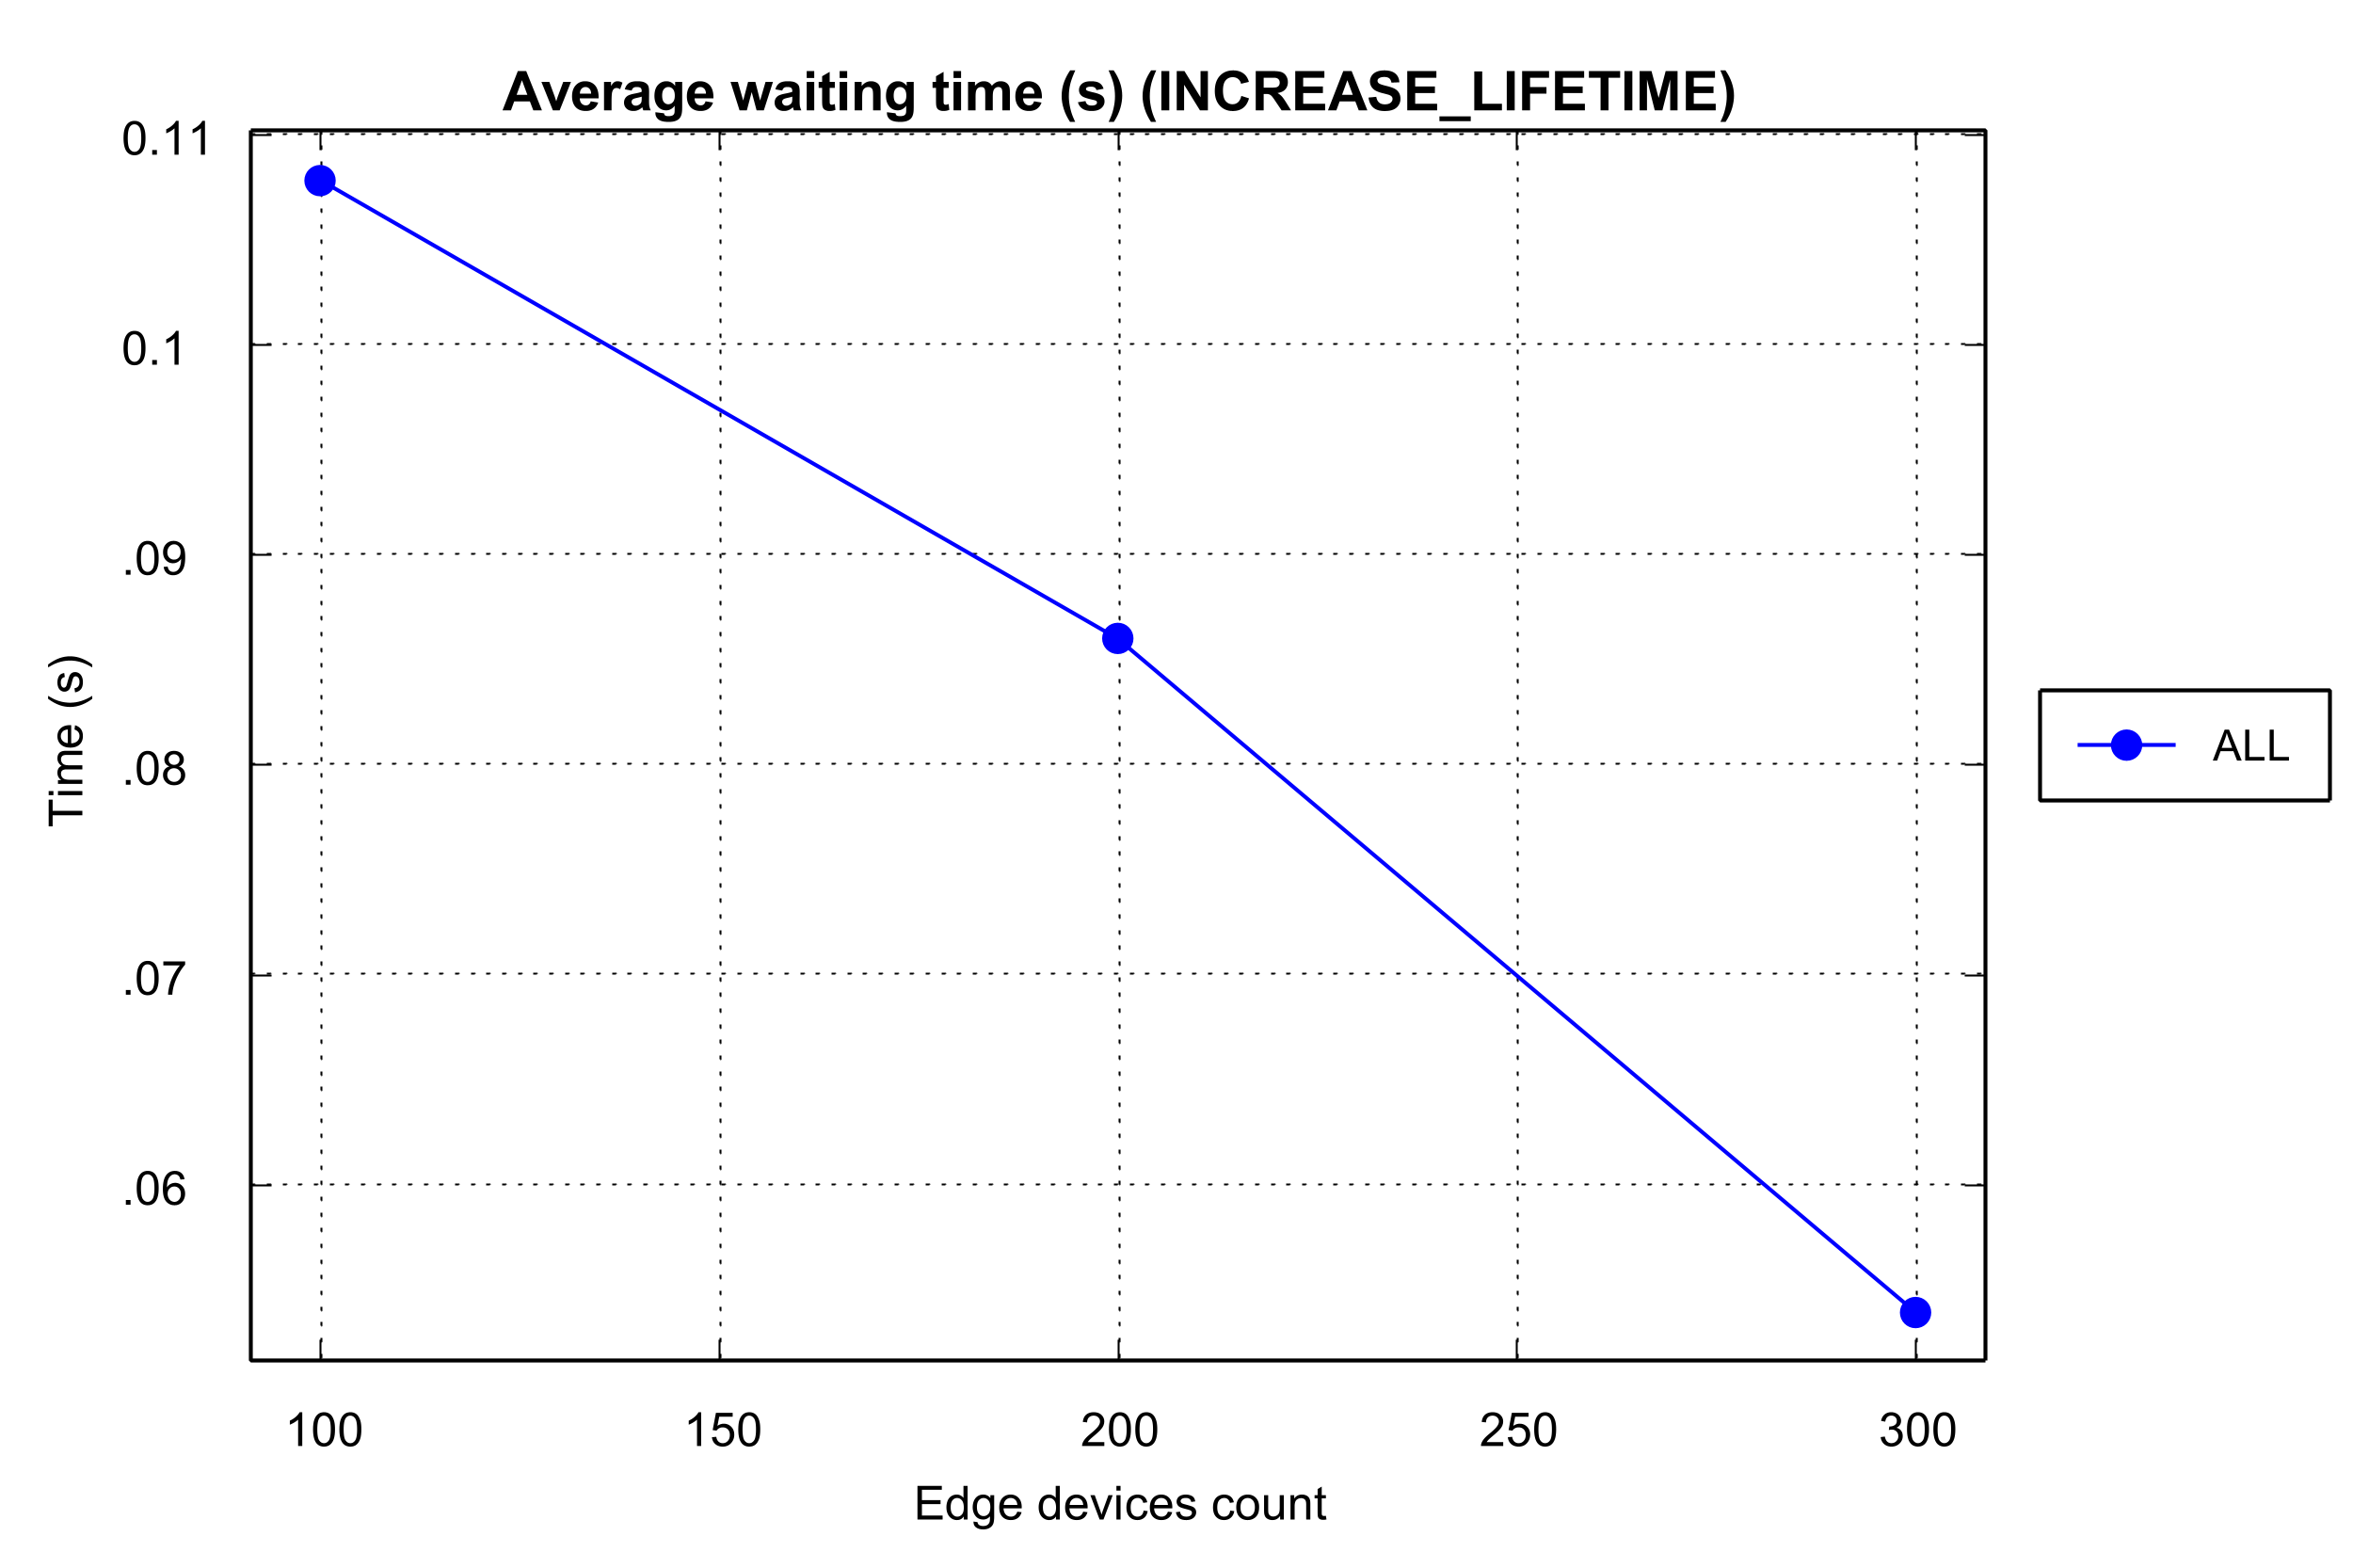 Average waiting time (s) (INCREASE_LIFETIME)
0.11
0.1
.09
.08
.07
.06
Time (s)
100 150 200 250 300
Edge devices count
ALL